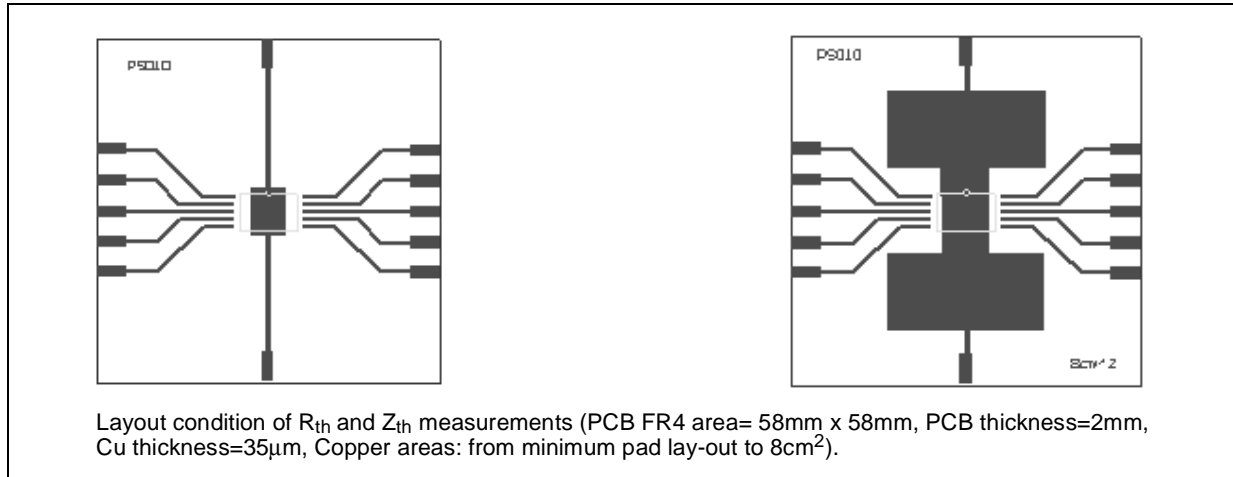 PSO10
PSO10
8cm^2
Layout condition of Rth and Zth measurements (PCB FR4 area= 58mm x 58mm, PCB thickness=2mm,
Cu thickness=35μm, Copper areas: from minimum pad lay-out to 8cm2).